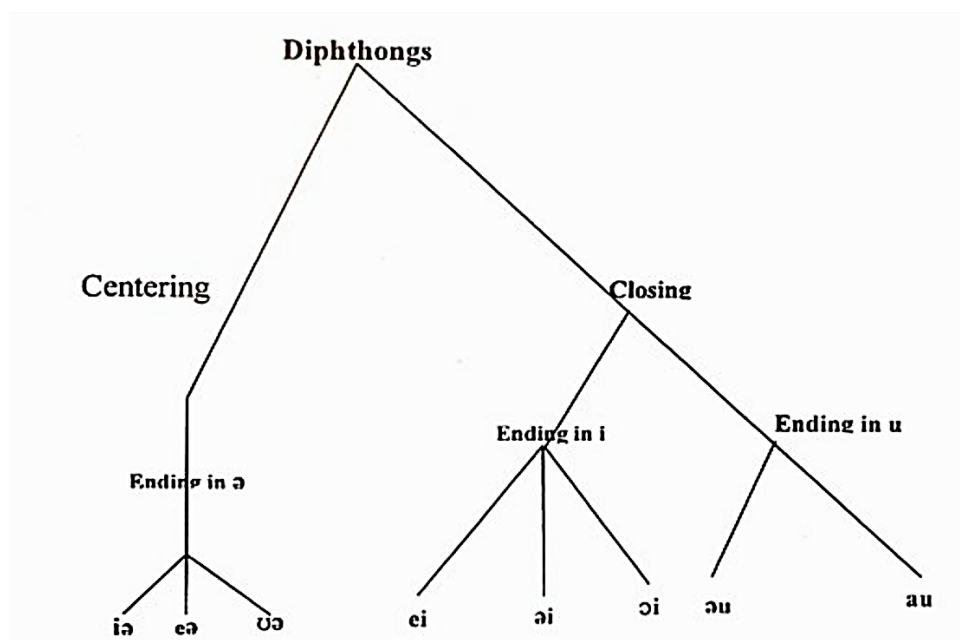 Diphthongs
Centering
Closing
Ending in i
Ending in u
Ending in ə
iə eə ʊə
ei əi ɔi əu au